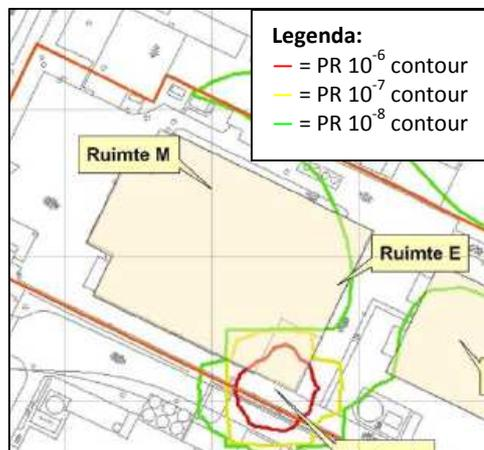 Legenda:
= PR 10⁻⁶ contour
= PR 10⁻⁷ contour
= PR 10⁻⁸ contour
Ruimte M
Ruimte E